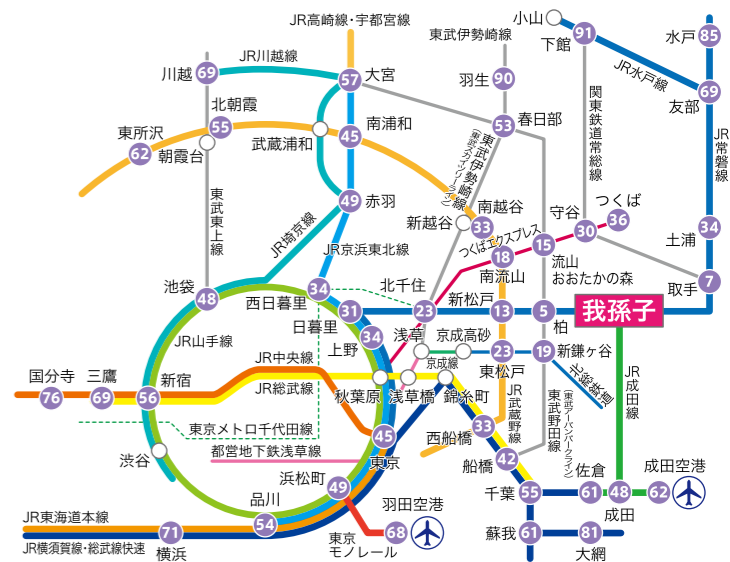 JR高崎線・宇都宮線
小山
91
下館
85
水戸
JR川越線
東武伊勢崎線
川越
69
57
大宮
羽生
90
JR水戸線
69
友部
北朝霞
55
東所沢
62
朝霞台
武蔵浦和
45
南浦和
53
春日部
東武伊勢崎線
(東武スカイツリーライン)
関東鉄道常総線
JR常磐線
東武東上線
49
赤羽
JR埼京線
JR京浜東北線
新越谷
33
南越谷
つくばエクスプレス
守谷
30
つくば
36
34
土浦
18
南流山
15
流山
おおたかの森
7
取手
池袋
48
西日暮里
34
北千住
23
新松戸
13
5
柏
我孫子
日暮里
31
上野
34
JR山手線
浅草
京成高砂
京成線
23
東松戸
19
新鎌ヶ谷
北総鉄道
JR成田線
国分寺
76
三鷹
69
新宿
56
JR中央線
JR総武線
秋葉原
浅草橋
錦糸町
JR武蔵野線
東武野田線
(東武アーバンパークライン)
東京メトロ千代田線
都営地下鉄浅草線
渋谷
45
東京
西船橋
33
船橋
42
浜松町
49
品川
54
千葉
55
佐倉
61
48
成田
62
成田空港
JR東海道本線
JR横須賀線・総武線快速
71
横浜
東京
モノレール
68
羽田空港
蘇我
61
81
大網